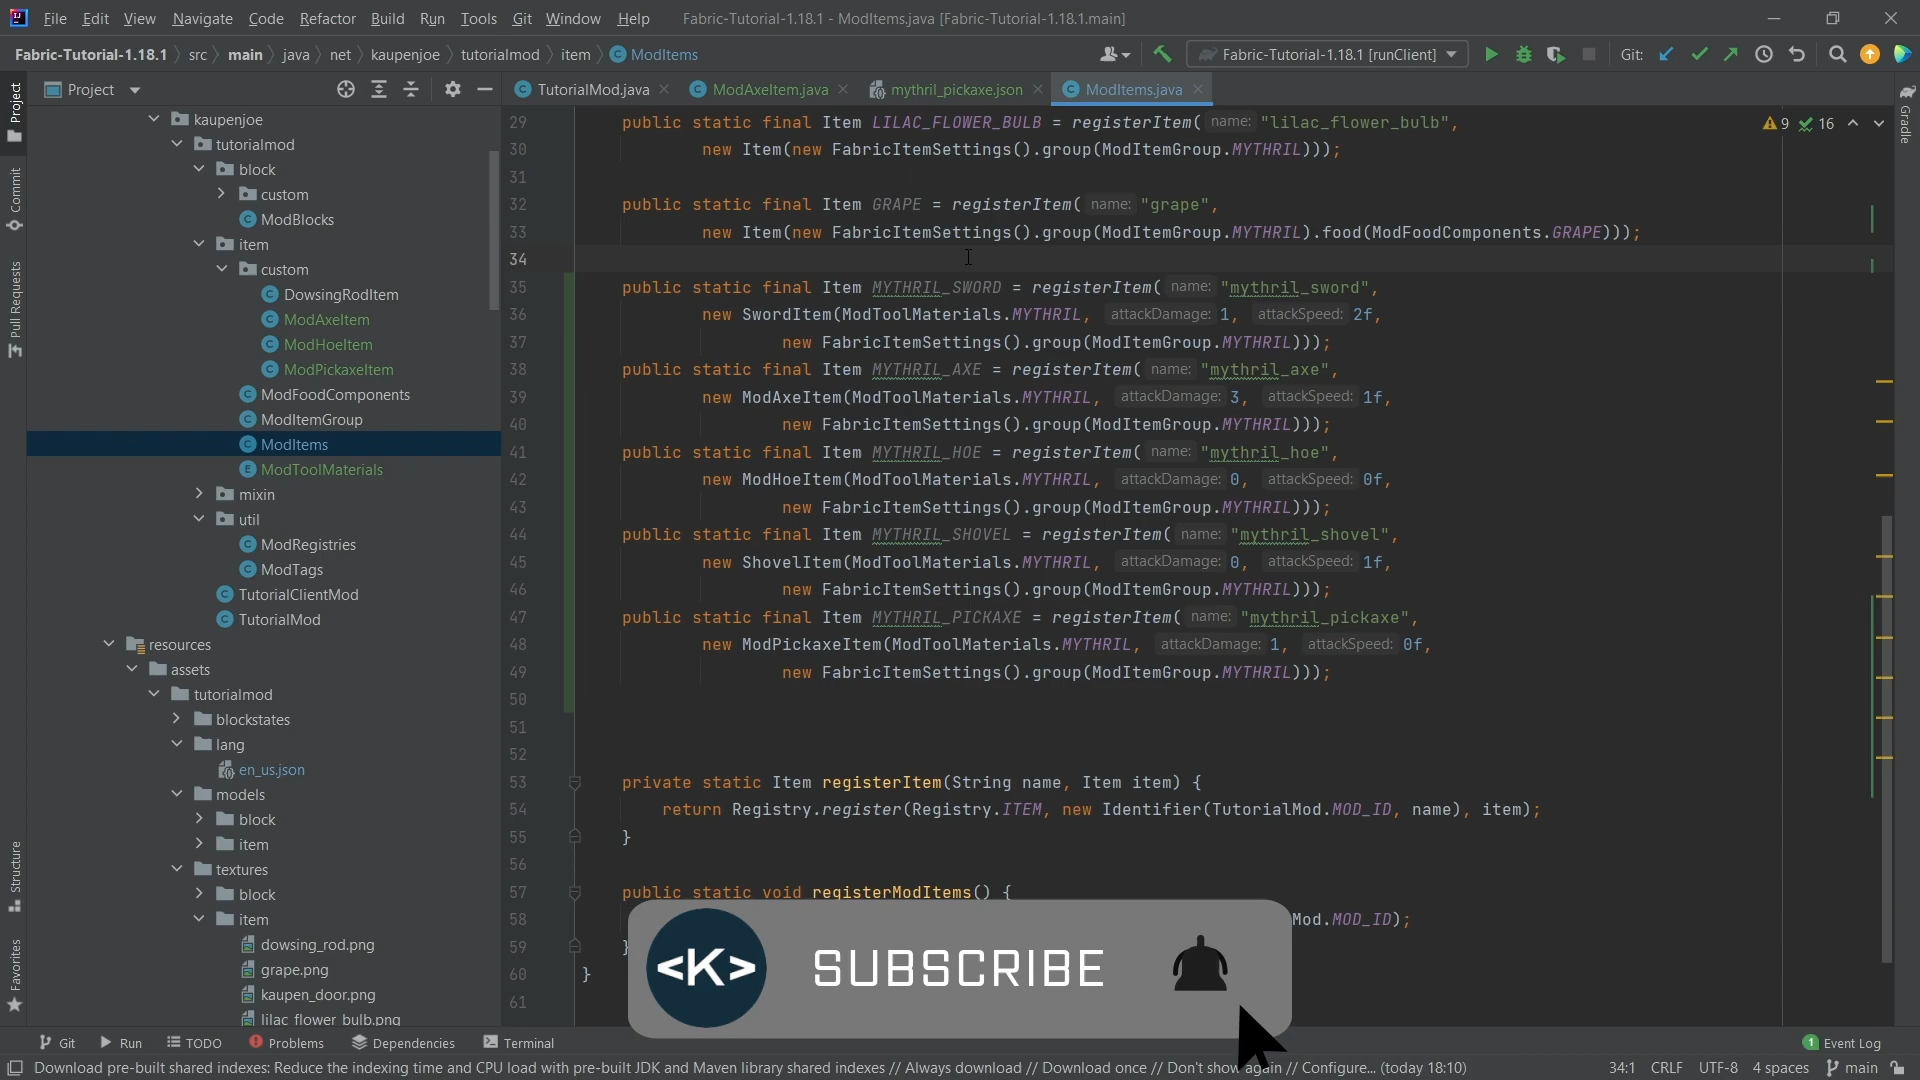 File Edit View Navigate Code Refactor Build Run Tools Git Window Help Fabric-Tutorial-1.18.1 - ModItems.java [Fabric-Tutorial-1.18.1.main]
Fabric-Tutorial-1.18.1 src main java net kaupenjoe tutorialmod item ModItems Fabric-Tutorial-1.18.1 [runClient] Git:
Project TutorialMod.java ModAxeItem.java mythril_pickaxe.json ModItems.java
Project
Commit
Pull Requests
Structure
Favorites
Gradle
kaupenjoe
tutorialmod
block
custom
ModBlocks
item
custom
DowsingRodItem
ModAxeItem
ModHoeItem
ModPickaxeItem
ModFoodComponents
ModItemGroup
ModItems
ModToolMaterials
mixin
util
ModRegistries
ModTags
TutorialClientMod
TutorialMod
resources
assets
tutorialmod
blockstates
lang
en_us.json
models
block
item
textures
block
item
dowsing_rod.png
grape.png
kaupen_door.png
lilac_flower_bulb.png
9 16
29 public static final Item LILAC_FLOWER_BULB = registerItem( name: "lilac_flower_bulb",
30 new Item(new FabricItemSettings().group(ModItemGroup.MYTHRIL)));
31
32 public static final Item GRAPE = registerItem( name: "grape",
33 new Item(new FabricItemSettings().group(ModItemGroup.MYTHRIL).food(ModFoodComponents.GRAPE)));
34
35 public static final Item MYTHRIL_SWORD = registerItem( name: "mythril_sword",
36 new SwordItem(ModToolMaterials.MYTHRIL, attackDamage: 1, attackSpeed: 2f,
37 new FabricItemSettings().group(ModItemGroup.MYTHRIL)));
38 public static final Item MYTHRIL_AXE = registerItem( name: "mythril_axe",
39 new ModAxeItem(ModToolMaterials.MYTHRIL, attackDamage: 3, attackSpeed: 1f,
40 new FabricItemSettings().group(ModItemGroup.MYTHRIL)));
41 public static final Item MYTHRIL_HOE = registerItem( name: "mythril_hoe",
42 new ModHoeItem(ModToolMaterials.MYTHRIL, attackDamage: 0, attackSpeed: 0f,
43 new FabricItemSettings().group(ModItemGroup.MYTHRIL)));
44 public static final Item MYTHRIL_SHOVEL = registerItem( name: "mythril_shovel",
45 new ShovelItem(ModToolMaterials.MYTHRIL, attackDamage: 0, attackSpeed: 1f,
46 new FabricItemSettings().group(ModItemGroup.MYTHRIL)));
47 public static final Item MYTHRIL_PICKAXE = registerItem( name: "mythril_pickaxe",
48 new ModPickaxeItem(ModToolMaterials.MYTHRIL, attackDamage: 1, attackSpeed: 0f,
49 new FabricItemSettings().group(ModItemGroup.MYTHRIL)));
50
51
52
53 private static Item registerItem(String name, Item item) {
54 return Registry.register(Registry.ITEM, new Identifier(TutorialMod.MOD_ID, name), item);
55 }
56
57 public static void registerModItems() {
58 Mod.MOD_ID);
59 }
60 }
61
<K> SUBSCRIBE
Git Run TODO Problems Dependencies Terminal 1 Event Log
Download pre-built shared indexes: Reduce the indexing time and CPU load with pre-built JDK and Maven library shared indexes // Always download // Download once // Don't show again // Configure... (today 18:10) 34:1 CRLF UTF-8 4 spaces main